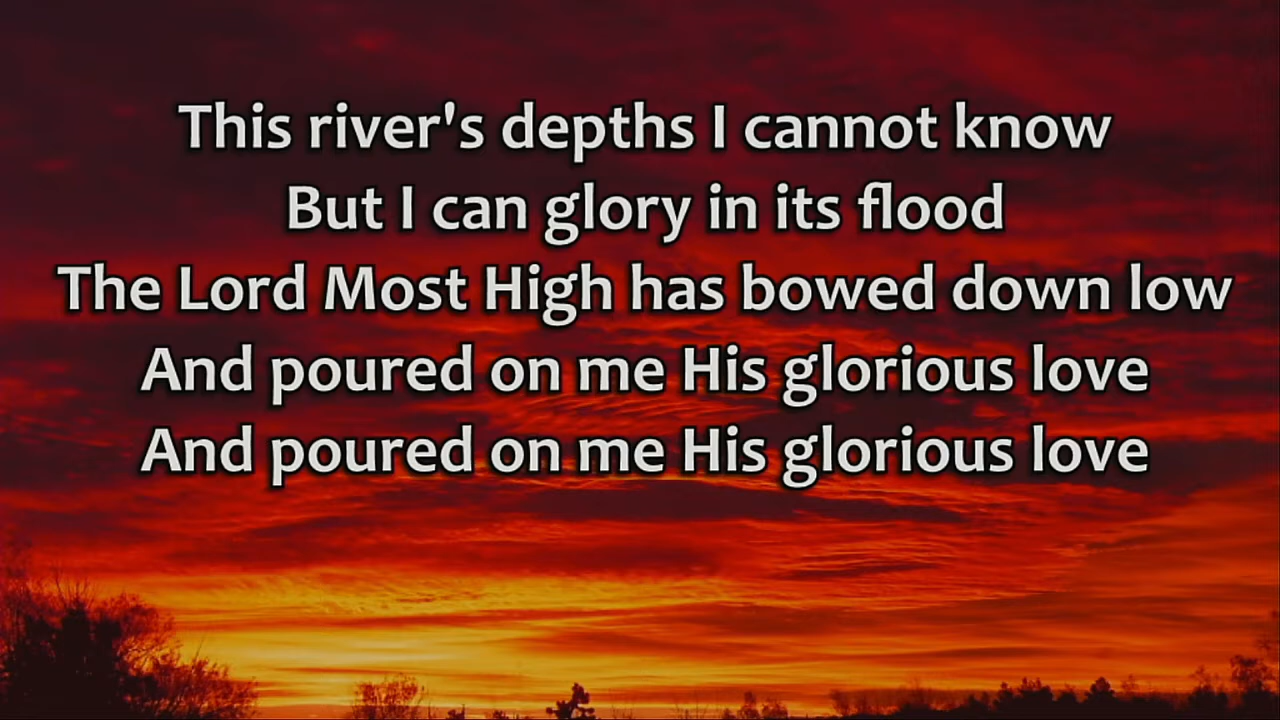 This river's depths I cannot know
But I can glory in its flood
The Lord Most High has bowed down low
And poured on me His glorious love
And poured on me His glorious love